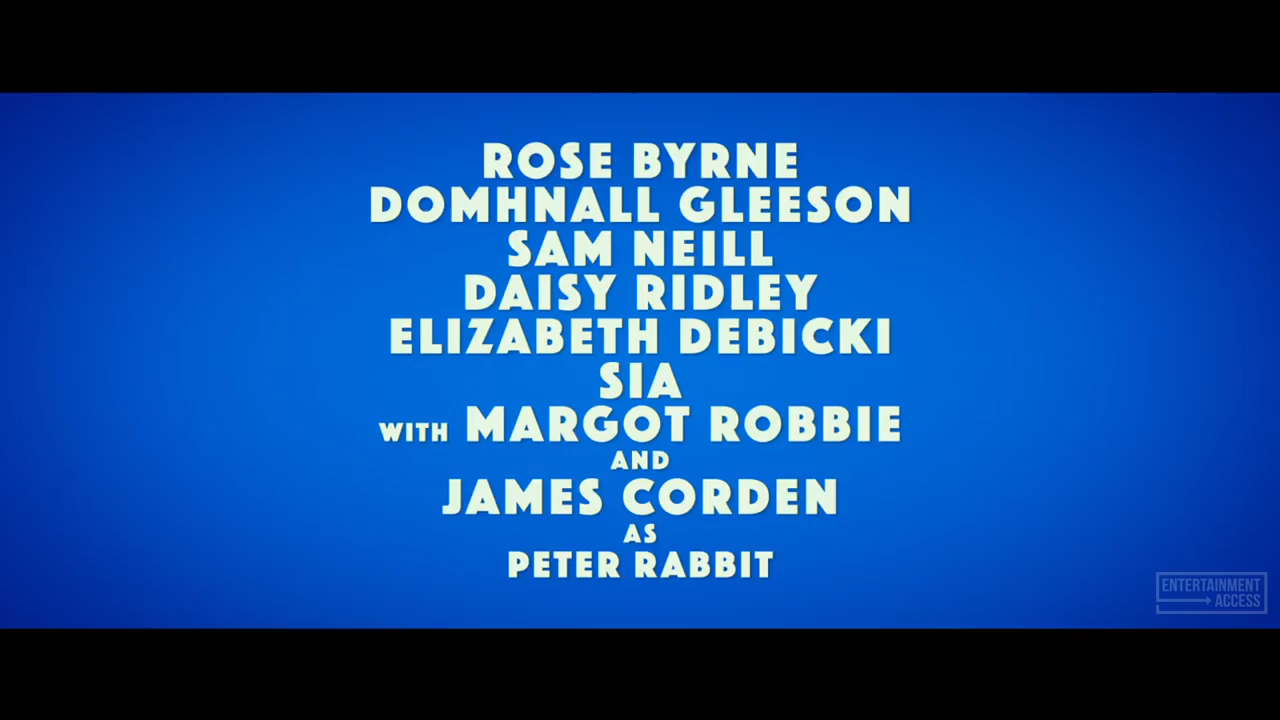 ROSE BYRNE
DOMHNALL GLEESON
SAM NEILL
DAISY RIDLEY
ELIZABETH DEBICKI
SIA
WITH MARGOT ROBBIE
AND
JAMES CORDEN
AS
PETER RABBIT
ENTERTAINMENT
ACCESS